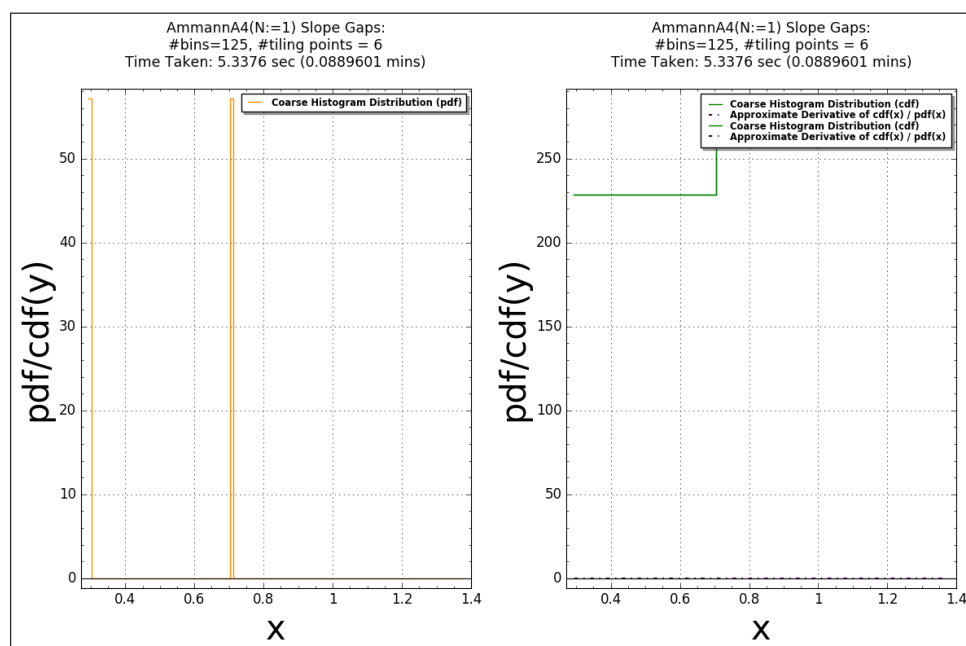 AmmannA4(N:=1) Slope Gaps:
#bins=125, #tiling points = 6
Time Taken: 5.3376 sec (0.0889601 mins)
Coarse Histogram Distribution (pdf)
pdf/cdf(y)
50
40
30
20
10
0
0.4 0.6 0.8 1 1.2 1.4
x
AmmannA4(N:=1) Slope Gaps:
#bins=125, #tiling points = 6
Time Taken: 5.3376 sec (0.0889601 mins)
Coarse Histogram Distribution (cdf)
Approximate Derivative of cdf(x) / pdf(x)
Coarse Histogram Distribution (cdf)
Approximate Derivative of cdf(x) / pdf(x)
pdf/cdf(y)
250
200
150
100
50
0
0.4 0.6 0.8 1 1.2 1.4
x